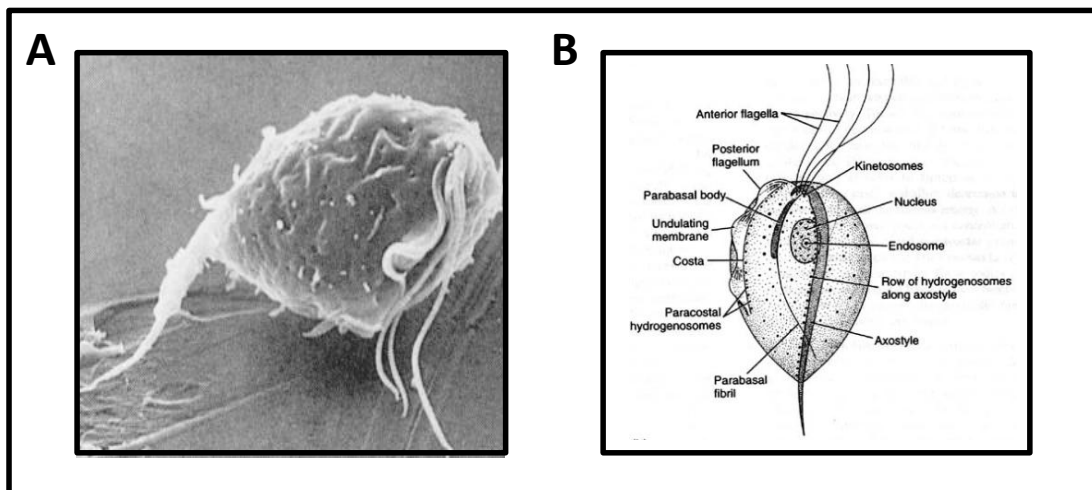 A
B
Anterior flagella
Posterior
flagellum
Kinetosomes
Parabasal body
Nucleus
Undulating
membrane
Endosome
Costa
Row of hydrogenosomes
along axostyle
Paracostal
hydrogenosomes
Axostyle
Parabasal
fibril